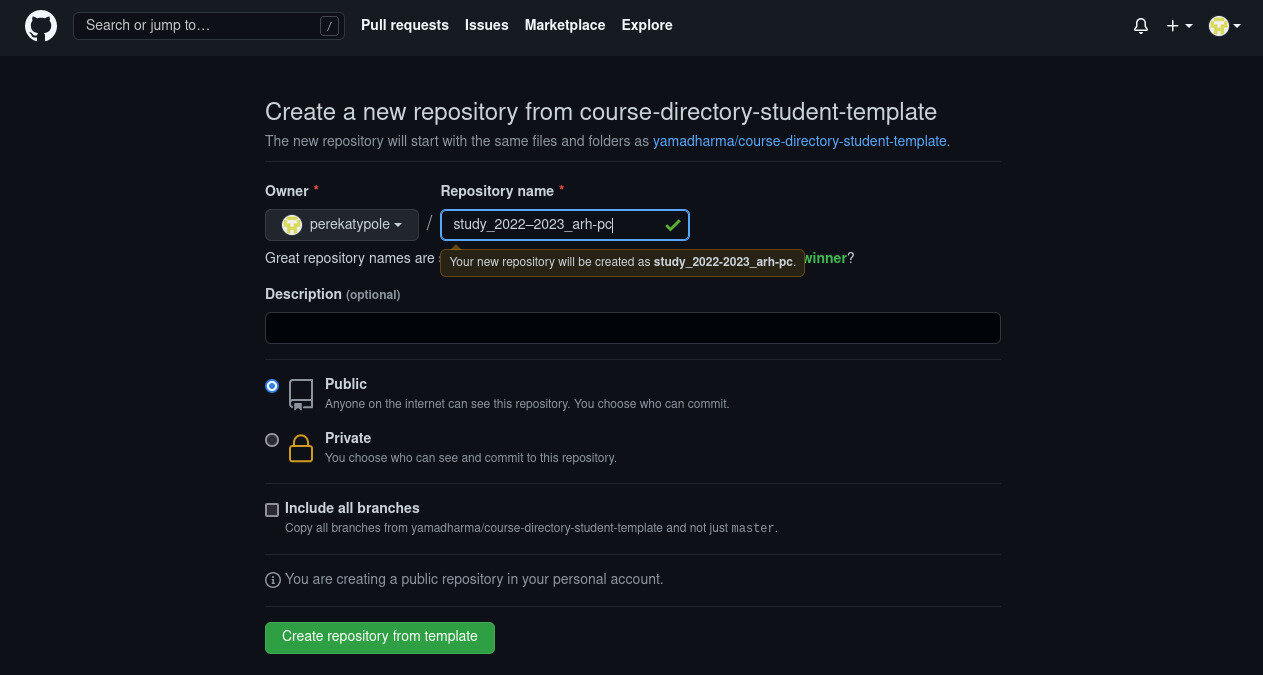 Search or jump to… /
Pull requests Issues Marketplace Explore
Create a new repository from course-directory-student-template
The new repository will start with the same files and folders as yamadharma/course-directory-student-template.
Owner * Repository name *
perekatypole / study_2022–2023_arh-pc
Great repository names are winner?
Your new repository will be created as study_2022-2023_arh-pc.
Description (optional)
Public
Anyone on the internet can see this repository. You choose who can commit.
Private
You choose who can see and commit to this repository.
Include all branches
Copy all branches from yamadharma/course-directory-student-template and not just master.
You are creating a public repository in your personal account.
Create repository from template